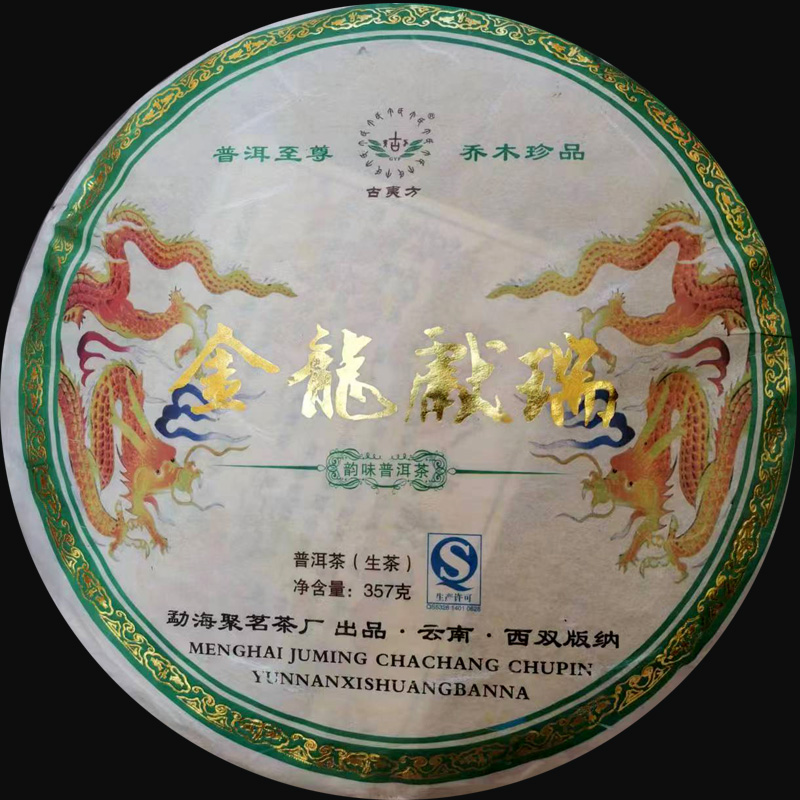 普洱至尊 古 ® 乔木珍品
古爽方
金龍獻瑞
韵味普洱茶
普洱茶（生茶）
净含量：357克
S
生产许可
勐海聚茗茶厂 出品·云南·西双版纳
MENGHAI JUMING CHACHANG CHUPIN
YUNNANXISHUANGBANNA